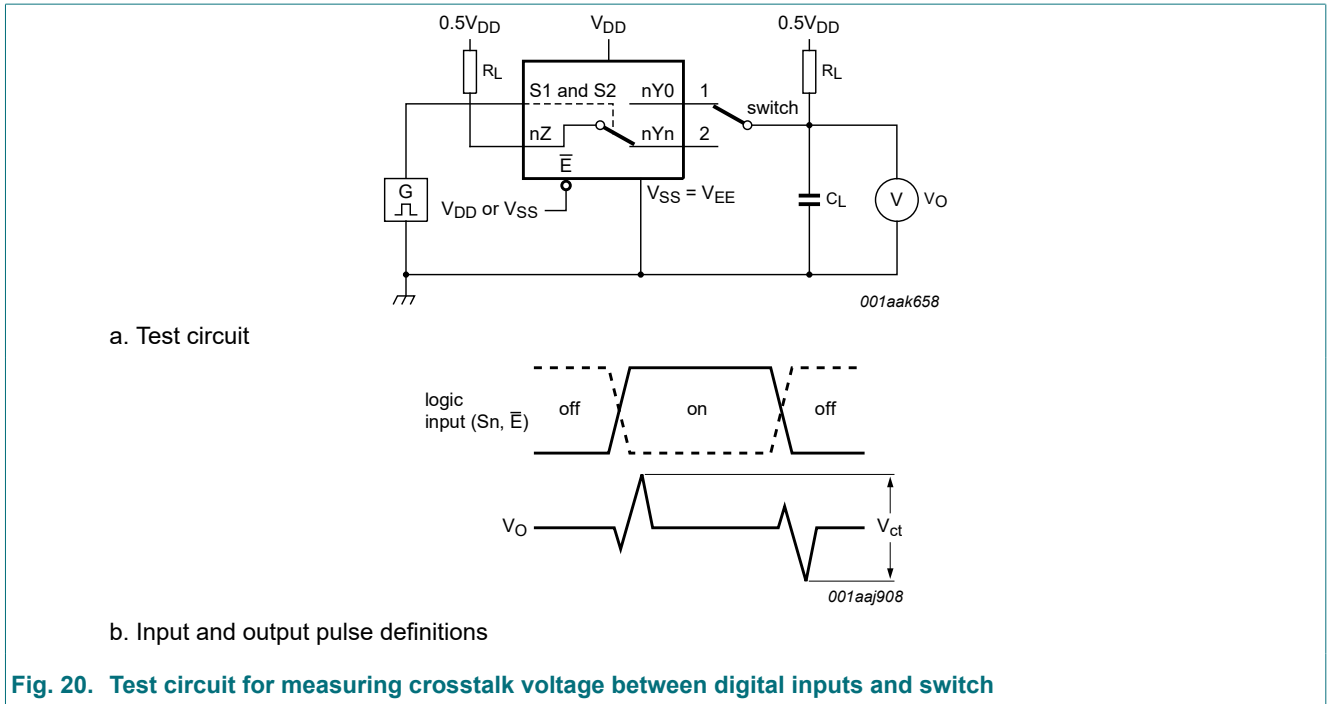 0.5VDD VDD 0.5VDD
RL RL
S1 and S2 nY0 1
switch
nZ nYn 2
E̅
G VSS = VEE CL V VO
VDD or VSS
001aak658
a. Test circuit
logic
input (Sn, E̅) off on off
VO Vct
001aaj908
b. Input and output pulse definitions
Fig. 20. Test circuit for measuring crosstalk voltage between digital inputs and switch